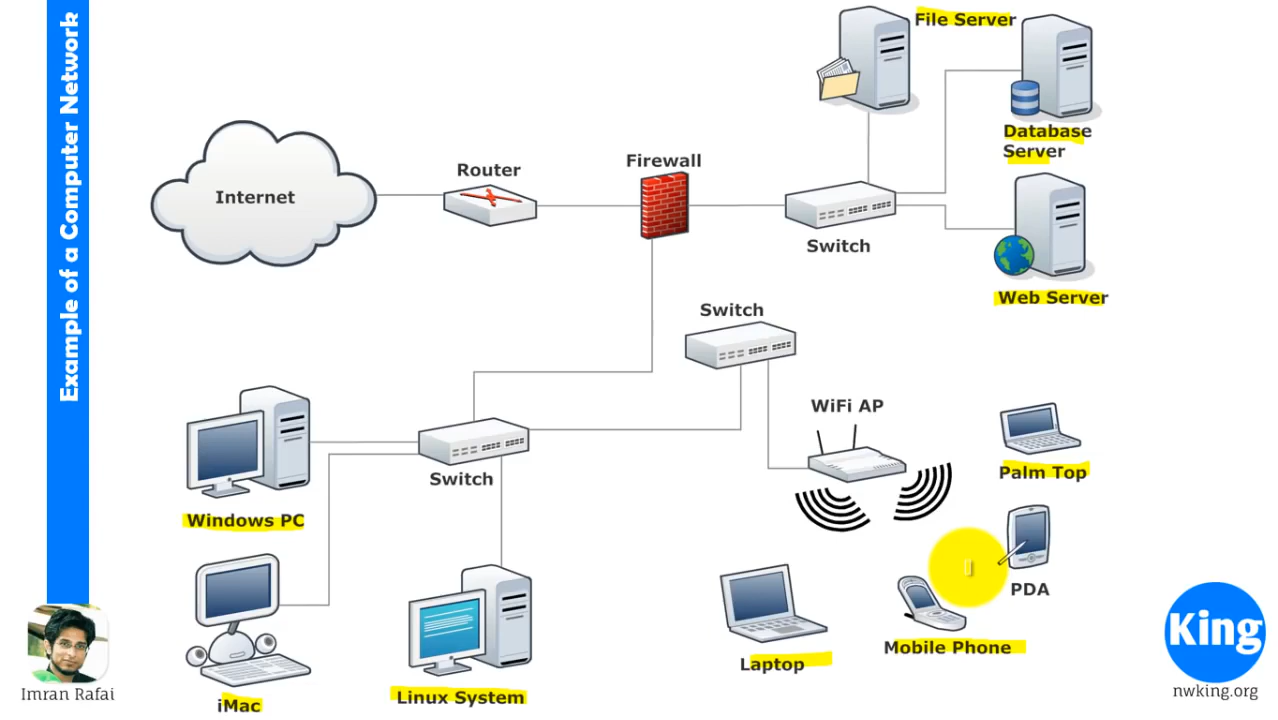 Example of a Computer Network
File Server
Database
Server
Router
Firewall
Internet
Switch
Web Server
Switch
WiFi AP
Palm Top
Switch
Windows PC
PDA
Mobile Phone
Laptop
Linux System
iMac
Imran Rafai
King
nwking.org